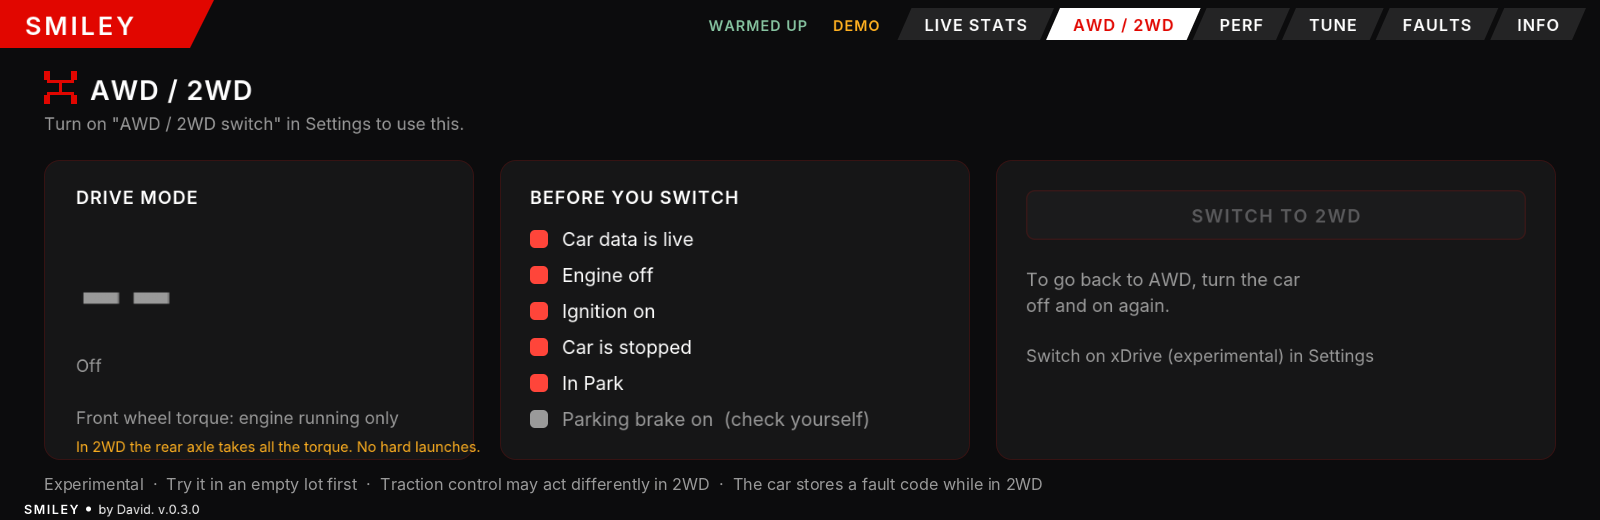 SMILEY
WARMED UP
DEMO
LIVE STATS
AWD / 2WD
PERF
TUNE
FAULTS
INFO
AWD / 2WD
Turn on "AWD / 2WD switch" in Settings to use this.
DRIVE MODE
-- 
Off
Front wheel torque: engine running only
In 2WD the rear axle takes all the torque. No hard launches.
BEFORE YOU SWITCH
Car data is live
Engine off
Ignition on
Car is stopped
In Park
Parking brake on (check yourself)
SWITCH TO 2WD
To go back to AWD, turn the car
off and on again.
Switch on xDrive (experimental) in Settings
Experimental · Try it in an empty lot first · Traction control may act differently in 2WD · The car stores a fault code while in 2WD
SMILEY • by David. v.0.3.0